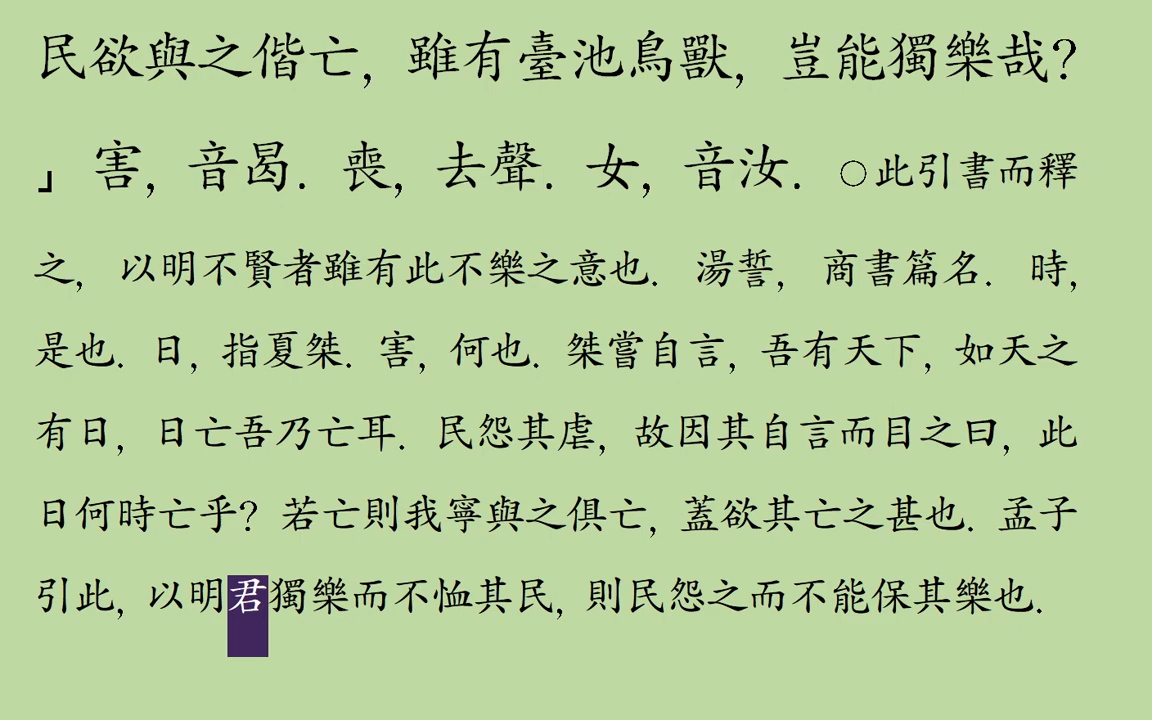 民欲與之偕亡, 雖有臺池鳥獸, 豈能獨樂哉?
」害, 音曷. 喪, 去聲. 女, 音汝. ○此引書而釋
之, 以明不賢者雖有此不樂之意也. 湯誓, 商書篇名. 時,
是也. 日, 指夏桀. 害, 何也. 桀嘗自言, 吾有天下, 如天之
有日, 日亡吾乃亡耳. 民怨其虐, 故因其自言而目之曰, 此
日何時亡乎? 若亡則我寧與之俱亡, 蓋欲其亡之甚也. 孟子
引此, 以明君獨樂而不恤其民, 則民怨之而不能保其樂也.